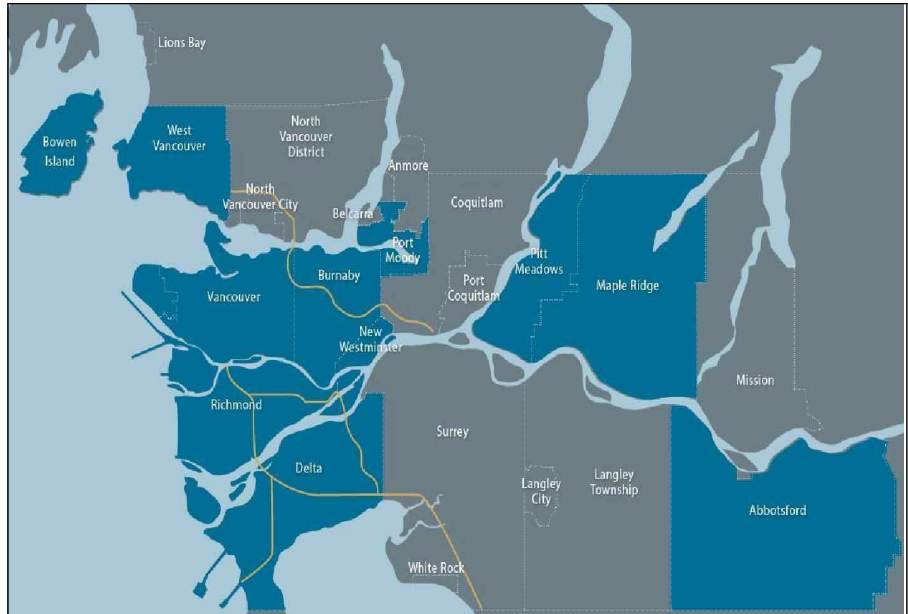 Lions Bay
Bowen
Island
West
Vancouver
North
Vancouver
District
North
Vancouver City
Anmore
Belcarra
Port
Moody
Coquitlam
Port
Coquitlam
Pitt
Meadows
Maple Ridge
Vancouver
Burnaby
New
Westminster
Mission
Richmond
Delta
Surrey
Langley
City
Langley
Township
Abbotsford
White Rock